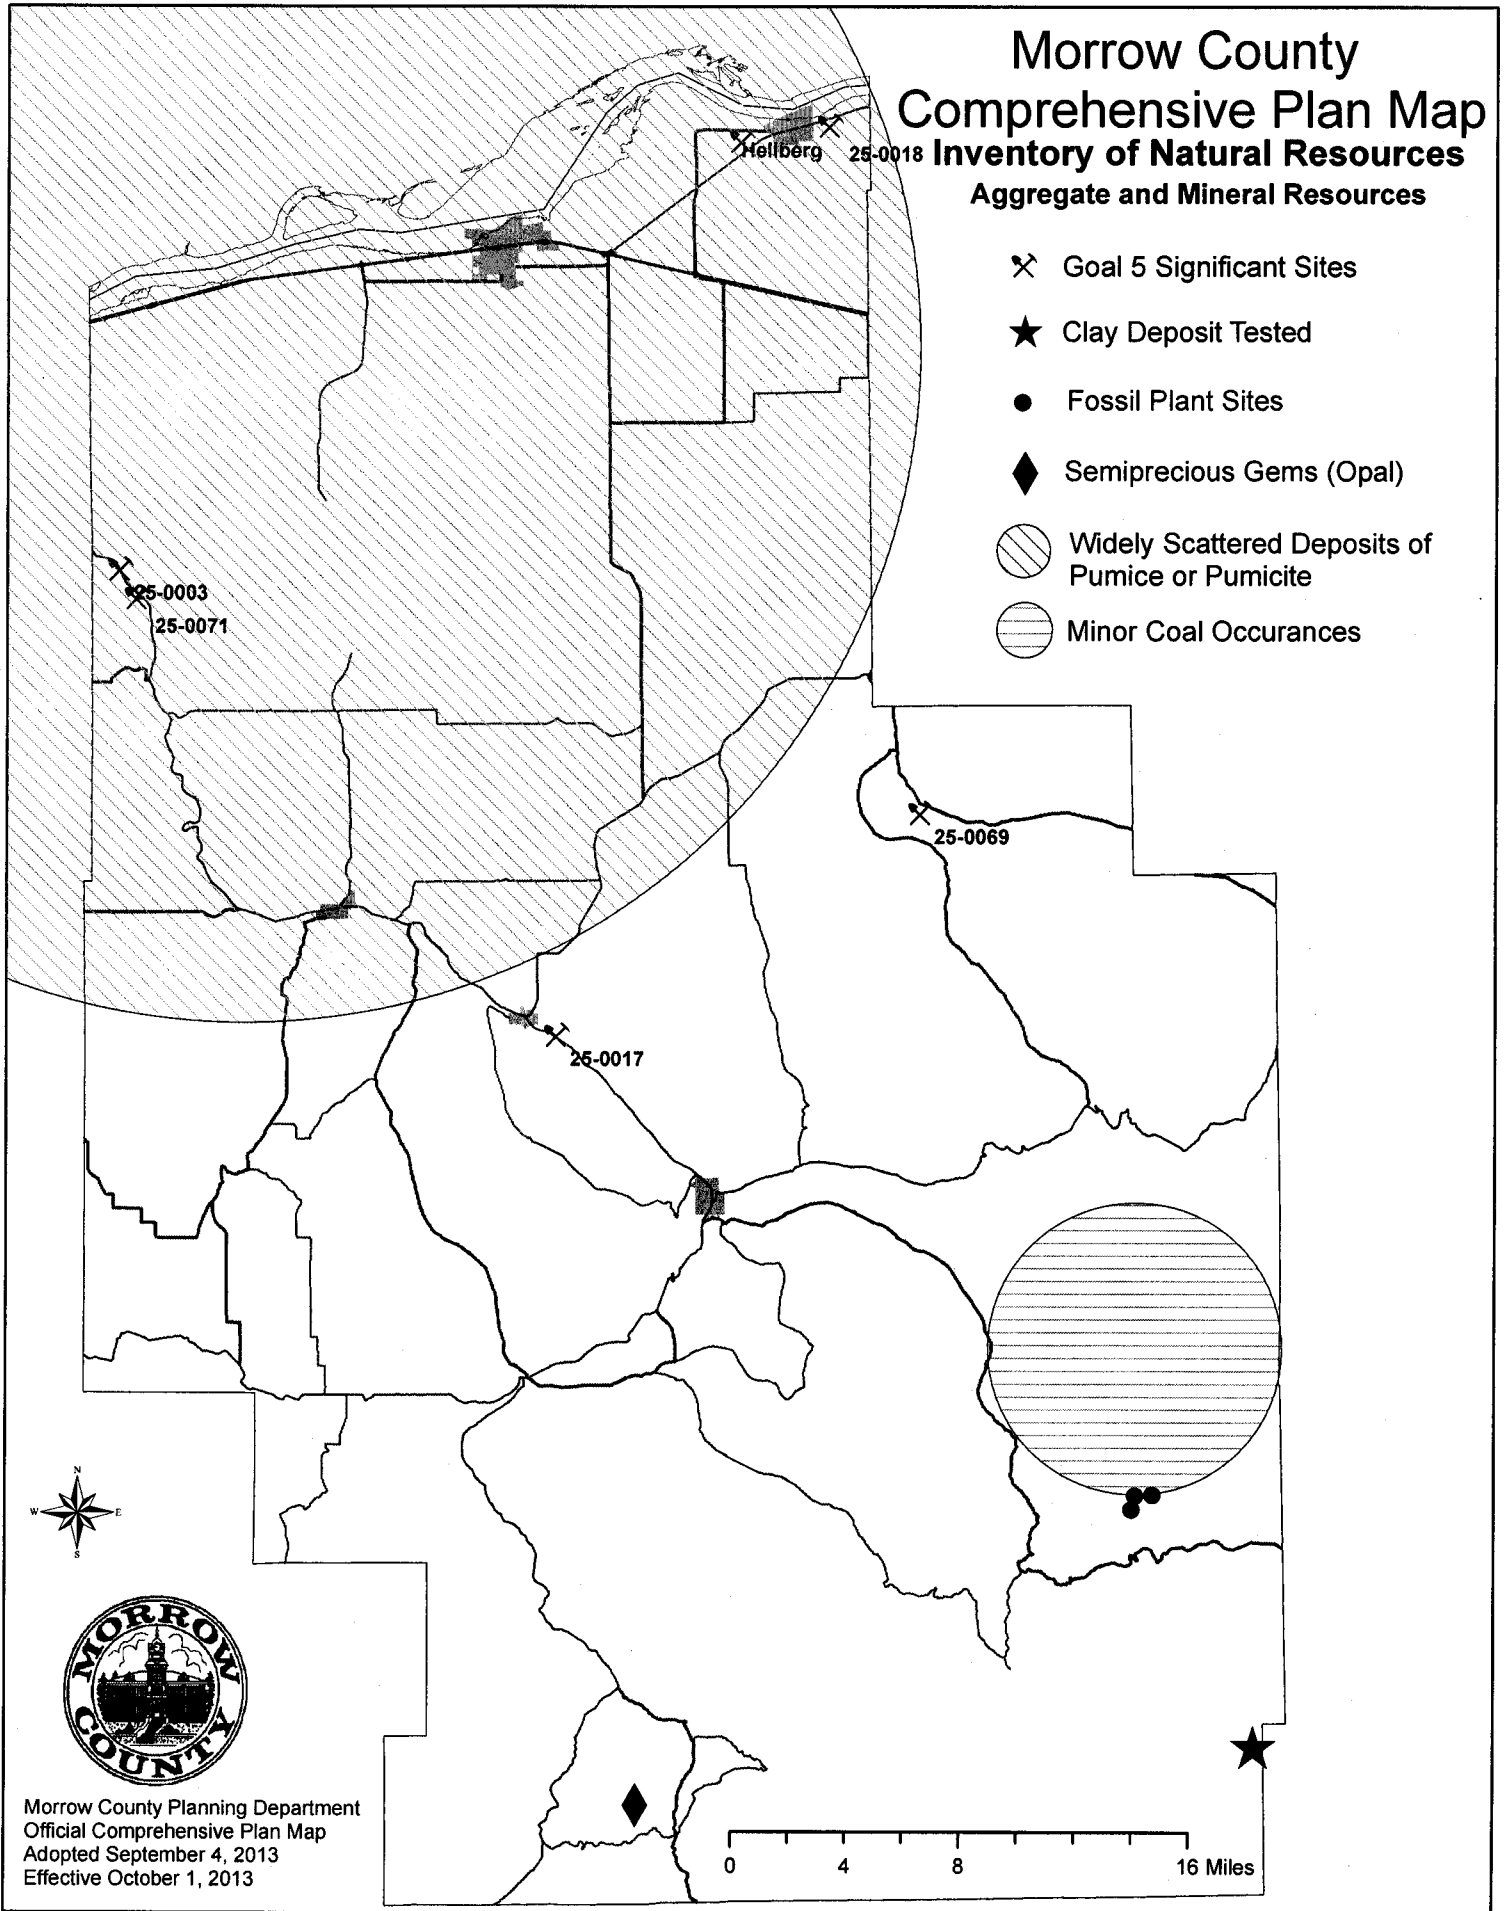 Morrow County
Comprehensive Plan Map
Inventory of Natural Resources
Aggregate and Mineral Resources
Goal 5 Significant Sites
Clay Deposit Tested
Fossil Plant Sites
Semiprecious Gems (Opal)
Widely Scattered Deposits of
Pumice or Pumicite
Minor Coal Occurances
Hellberg
25-0018
25-0003
25-0071
25-0069
25-0017
N
W
E
S
MORROW
COUNTY
Morrow County Planning Department
Official Comprehensive Plan Map
Adopted September 4, 2013
Effective October 1, 2013
0 4 8 16 Miles